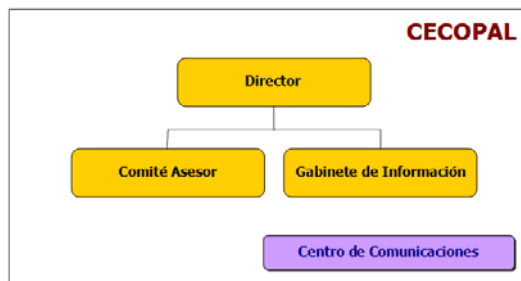 CECOPAL
Director
Comité Asesor
Gabinete de Información
Centro de Comunicaciones